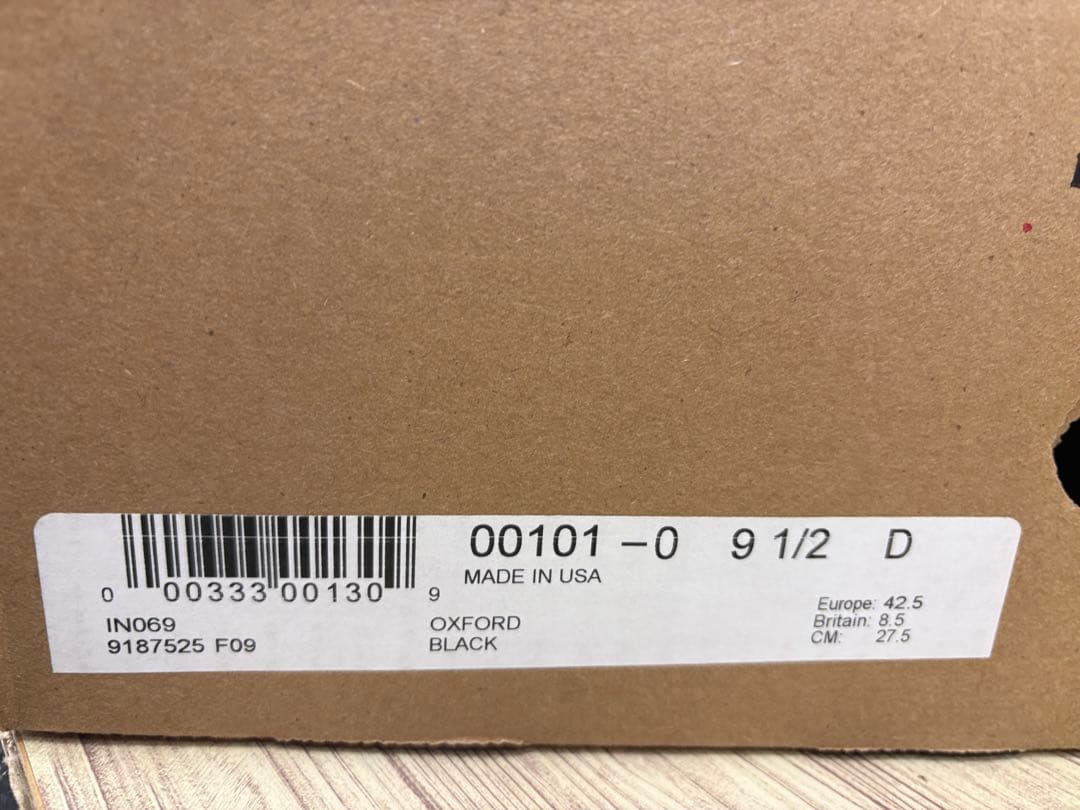 00101 -0 9 1/2 D
MADE IN USA
0 00333 00130 9
IN069
9187525 F09
OXFORD
BLACK
Europe: 42.5
Britain: 8.5
CM: 27.5